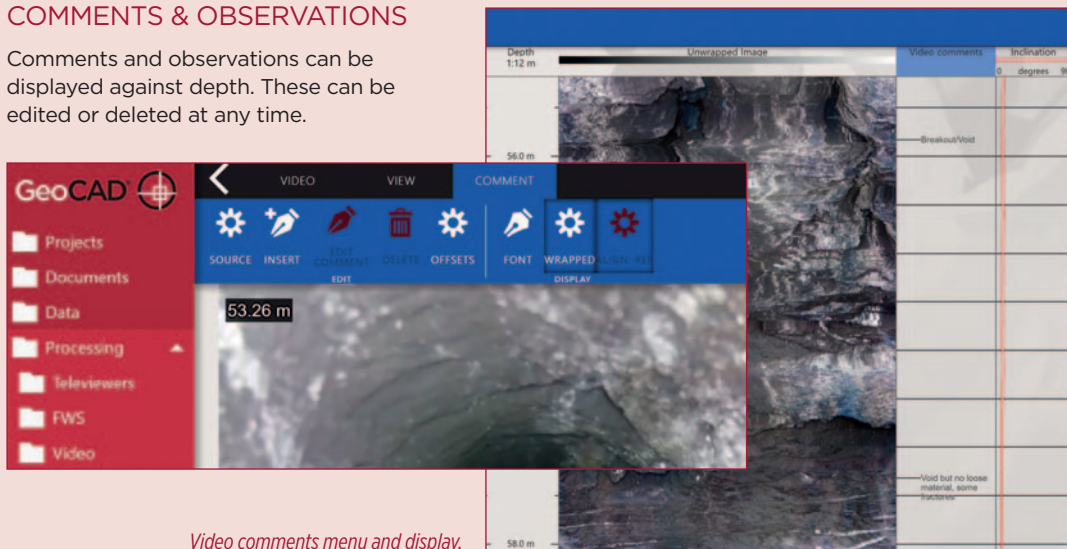 COMMENTS & OBSERVATIONS
Comments and observations can be
displayed against depth. These can be
edited or deleted at any time.
Depth
1:12 m
Unwrapped Image
Video comments
Inclination
0 degrees
Breakout/Void
56.0 m
GeoCAD
VIDEO VIEW COMMENT
Projects
Documents
Data
Processing
Televiewers
FWS
Video
SOURCE INSERT EDIT COMMENT DELETE OFFSETS FONT WRAPPED ALIGN
EDIT DISPLAY
53.26 m
Void but no loose
material, some
fractures
58.0 m
Video comments menu and display.